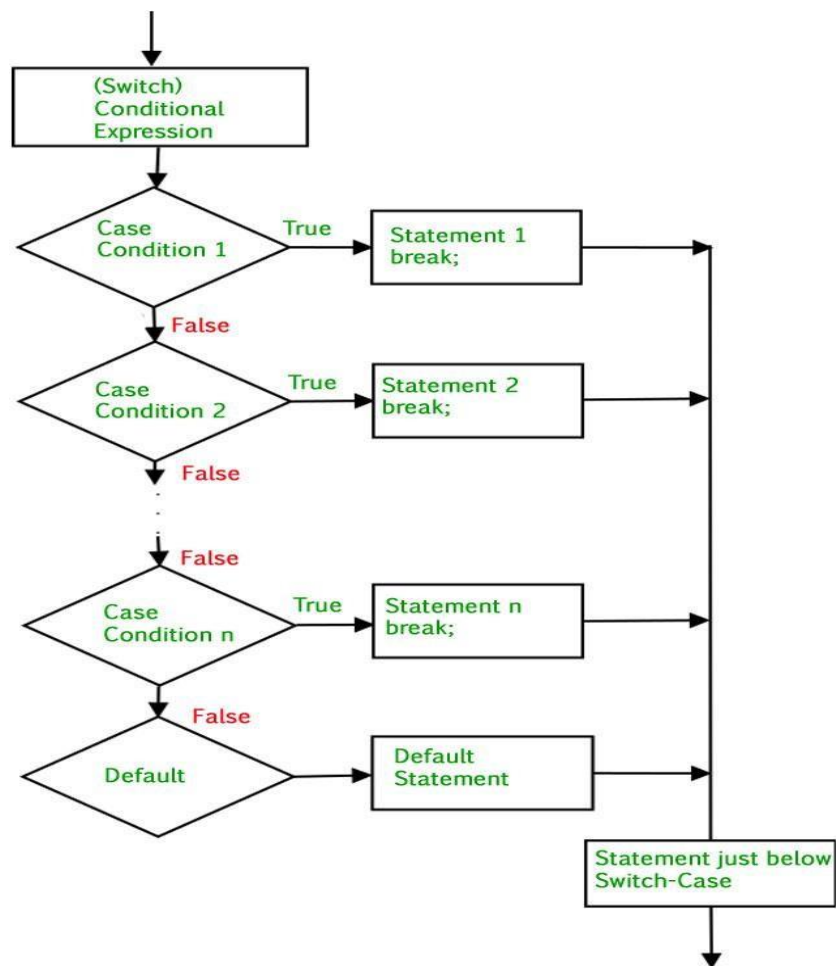 (Switch)
Conditional
Expression
Case
Condition 1
True
Statement 1
break;
False
Case
Condition 2
True
Statement 2
break;
False
False
Case
Condition n
True
Statement n
break;
False
Default
Default
Statement
Statement just below
Switch-Case